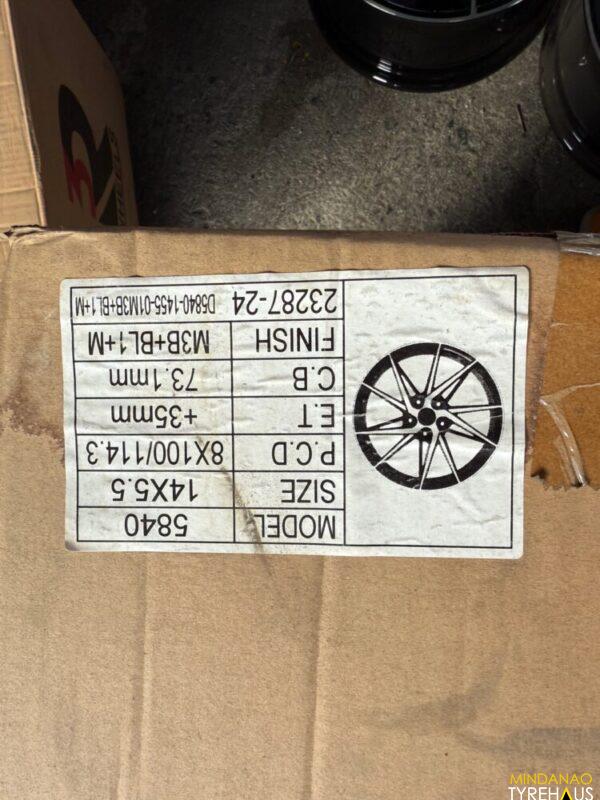 MODEL 5840
SIZE 14X5.5
P.C.D 8X100/114.3
E.T +35mm
C.B 73.1mm
FINISH M3B+BL1+M
23287-24 D5840-1455-01M3B+BL1+M
MINDANAO
TYREHAUS